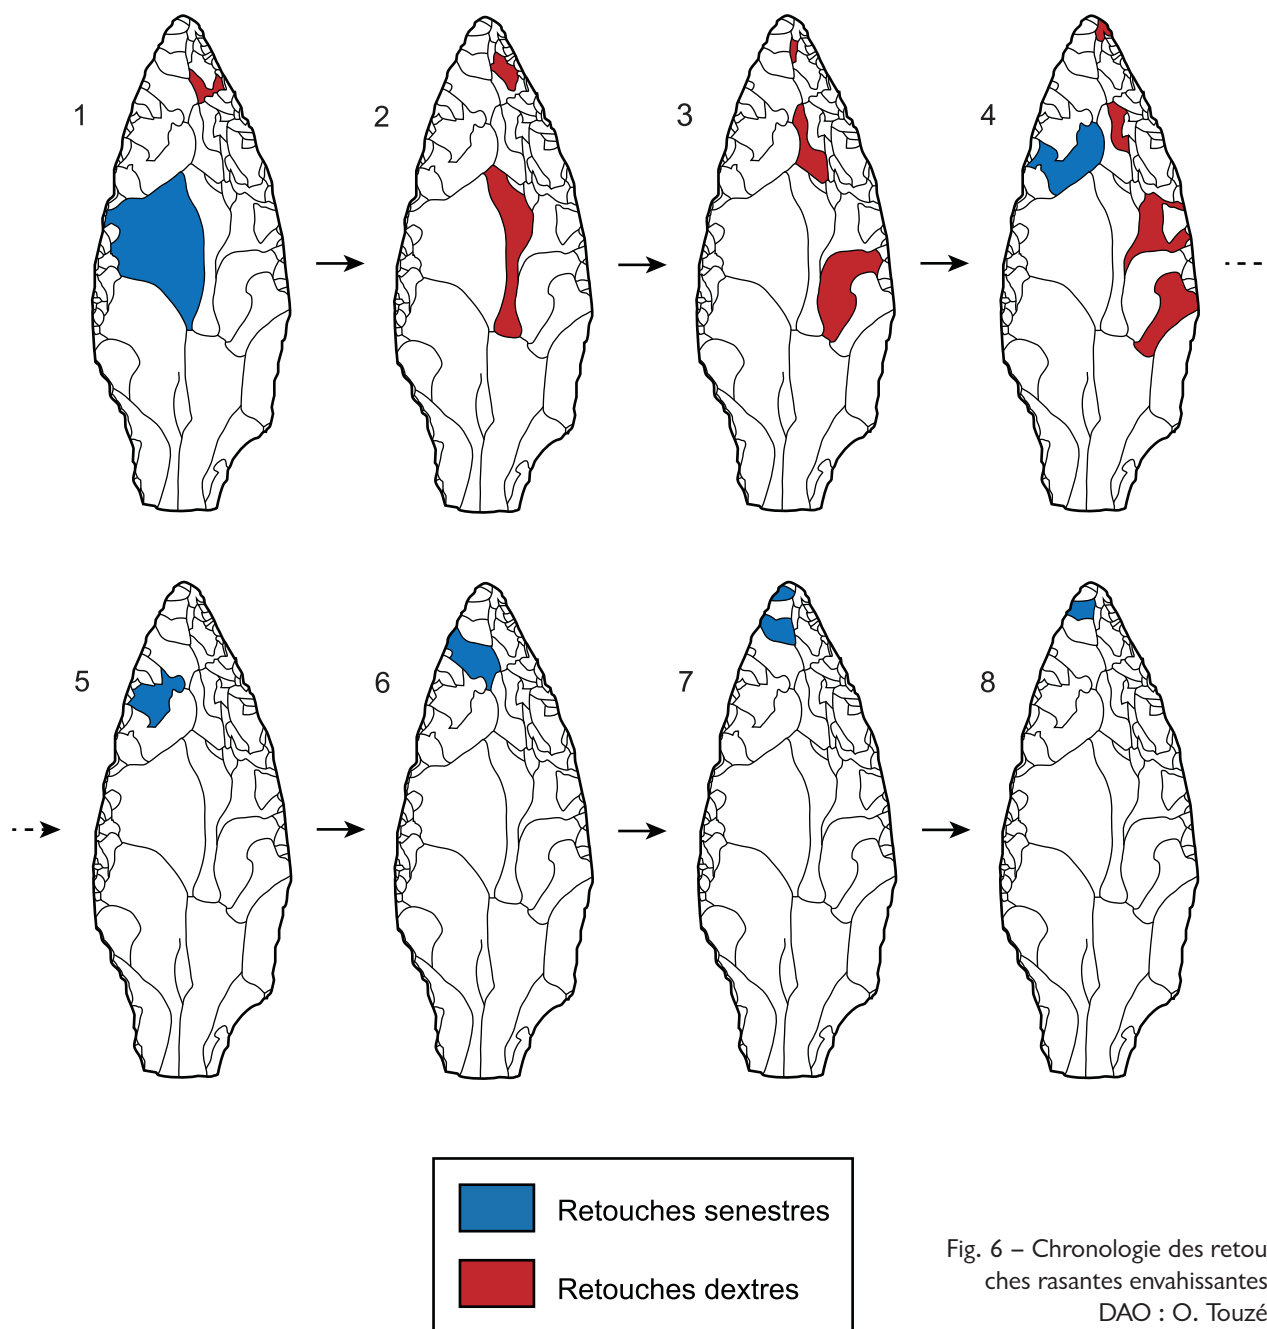 1
2
3
4
5
6
7
8
Retouches senestres
Retouches dextres
Fig. 6 – Chronologie des retou
ches rasantes envahissantes
DAO : O. Touzé